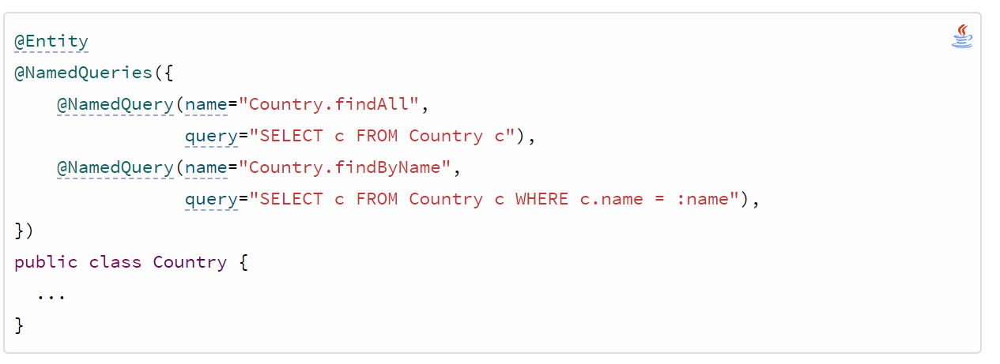 @Entity
@NamedQueries({
    @NamedQuery(name="Country.findAll",
                query="SELECT c FROM Country c"),
    @NamedQuery(name="Country.findByName",
                query="SELECT c FROM Country c WHERE c.name = :name"),
})
public class Country {
  ...
}